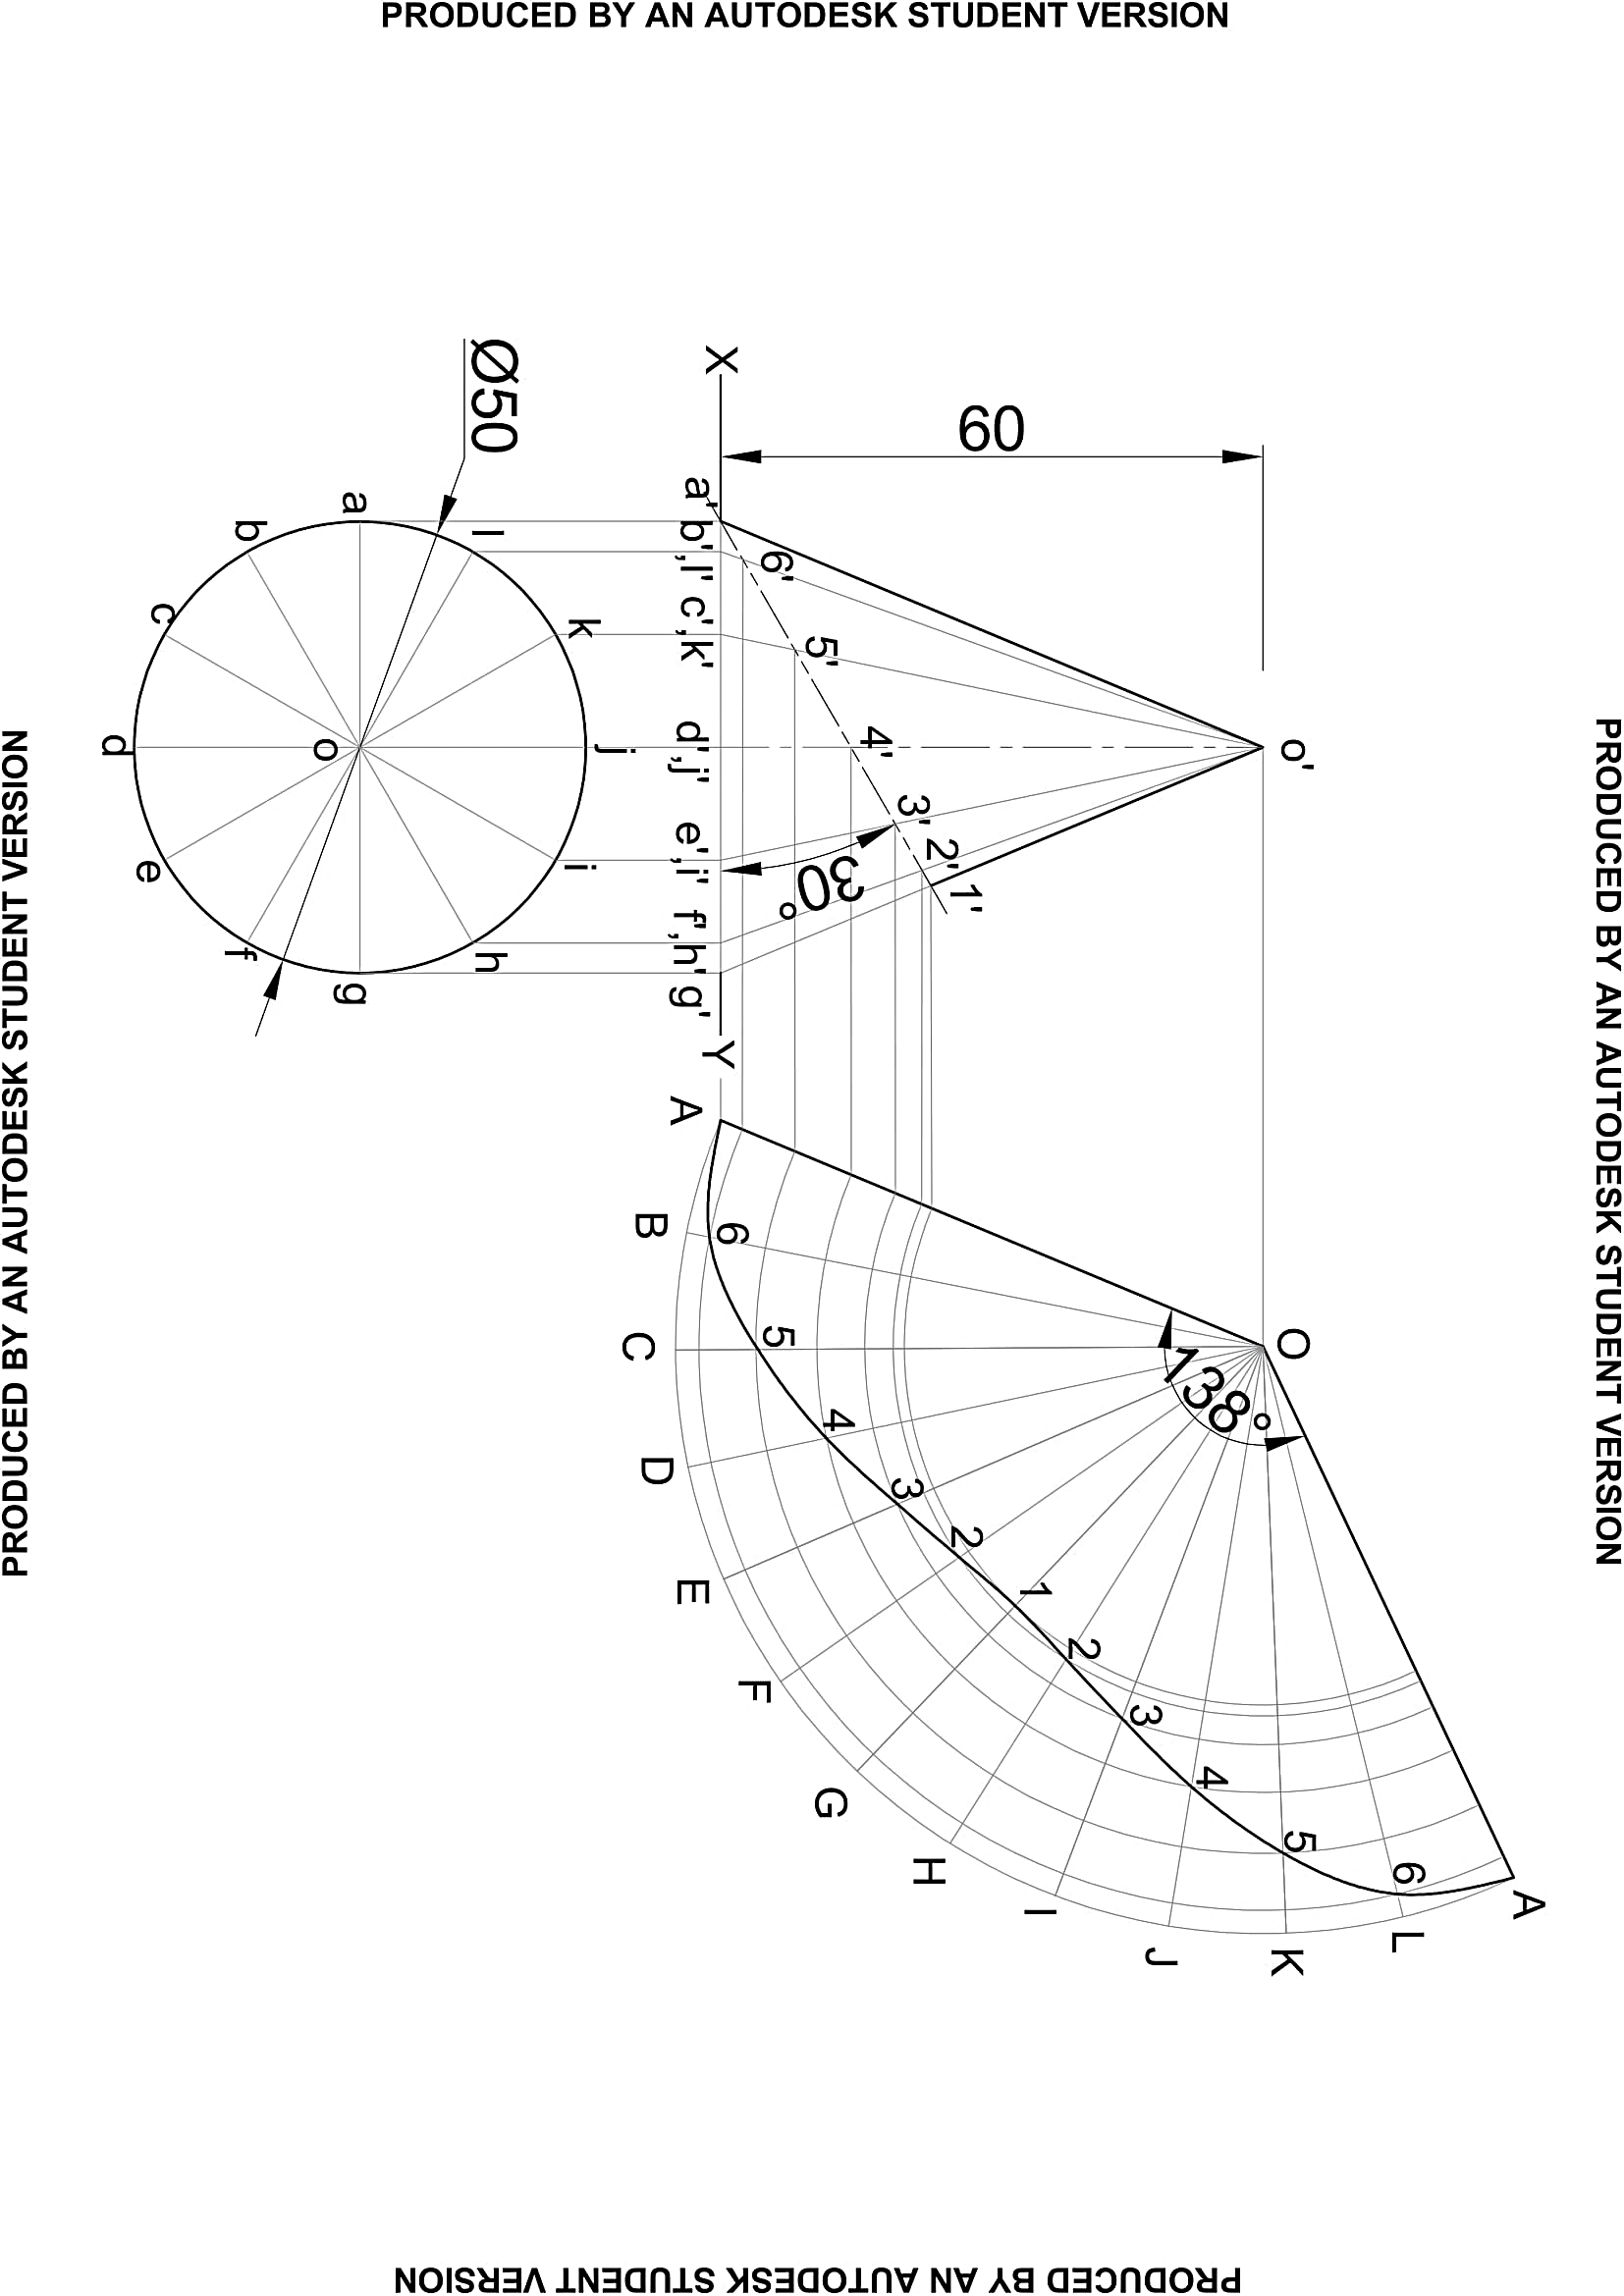 PRODUCED BY AN AUTODESK STUDENT VERSION
PRODUCED BY AN AUTODESK STUDENT VERSION
PRODUCED BY AN AUTODESK STUDENT VERSION
PRODUCED BY AN AUTODESK STUDENT VERSION
o'
60
1'
2'
3'
4'
5'
6'
30°
X
Y
a'
b',l'
c',k'
d',j'
e',i'
f',h'
g'
Ø50
a
b
c
d
e
f
g
h
i
j
k
l
o
O
138°
A
B
C
D
E
F
G
H
I
J
K
L
A
6
5
4
3
2
1
2
3
4
5
6